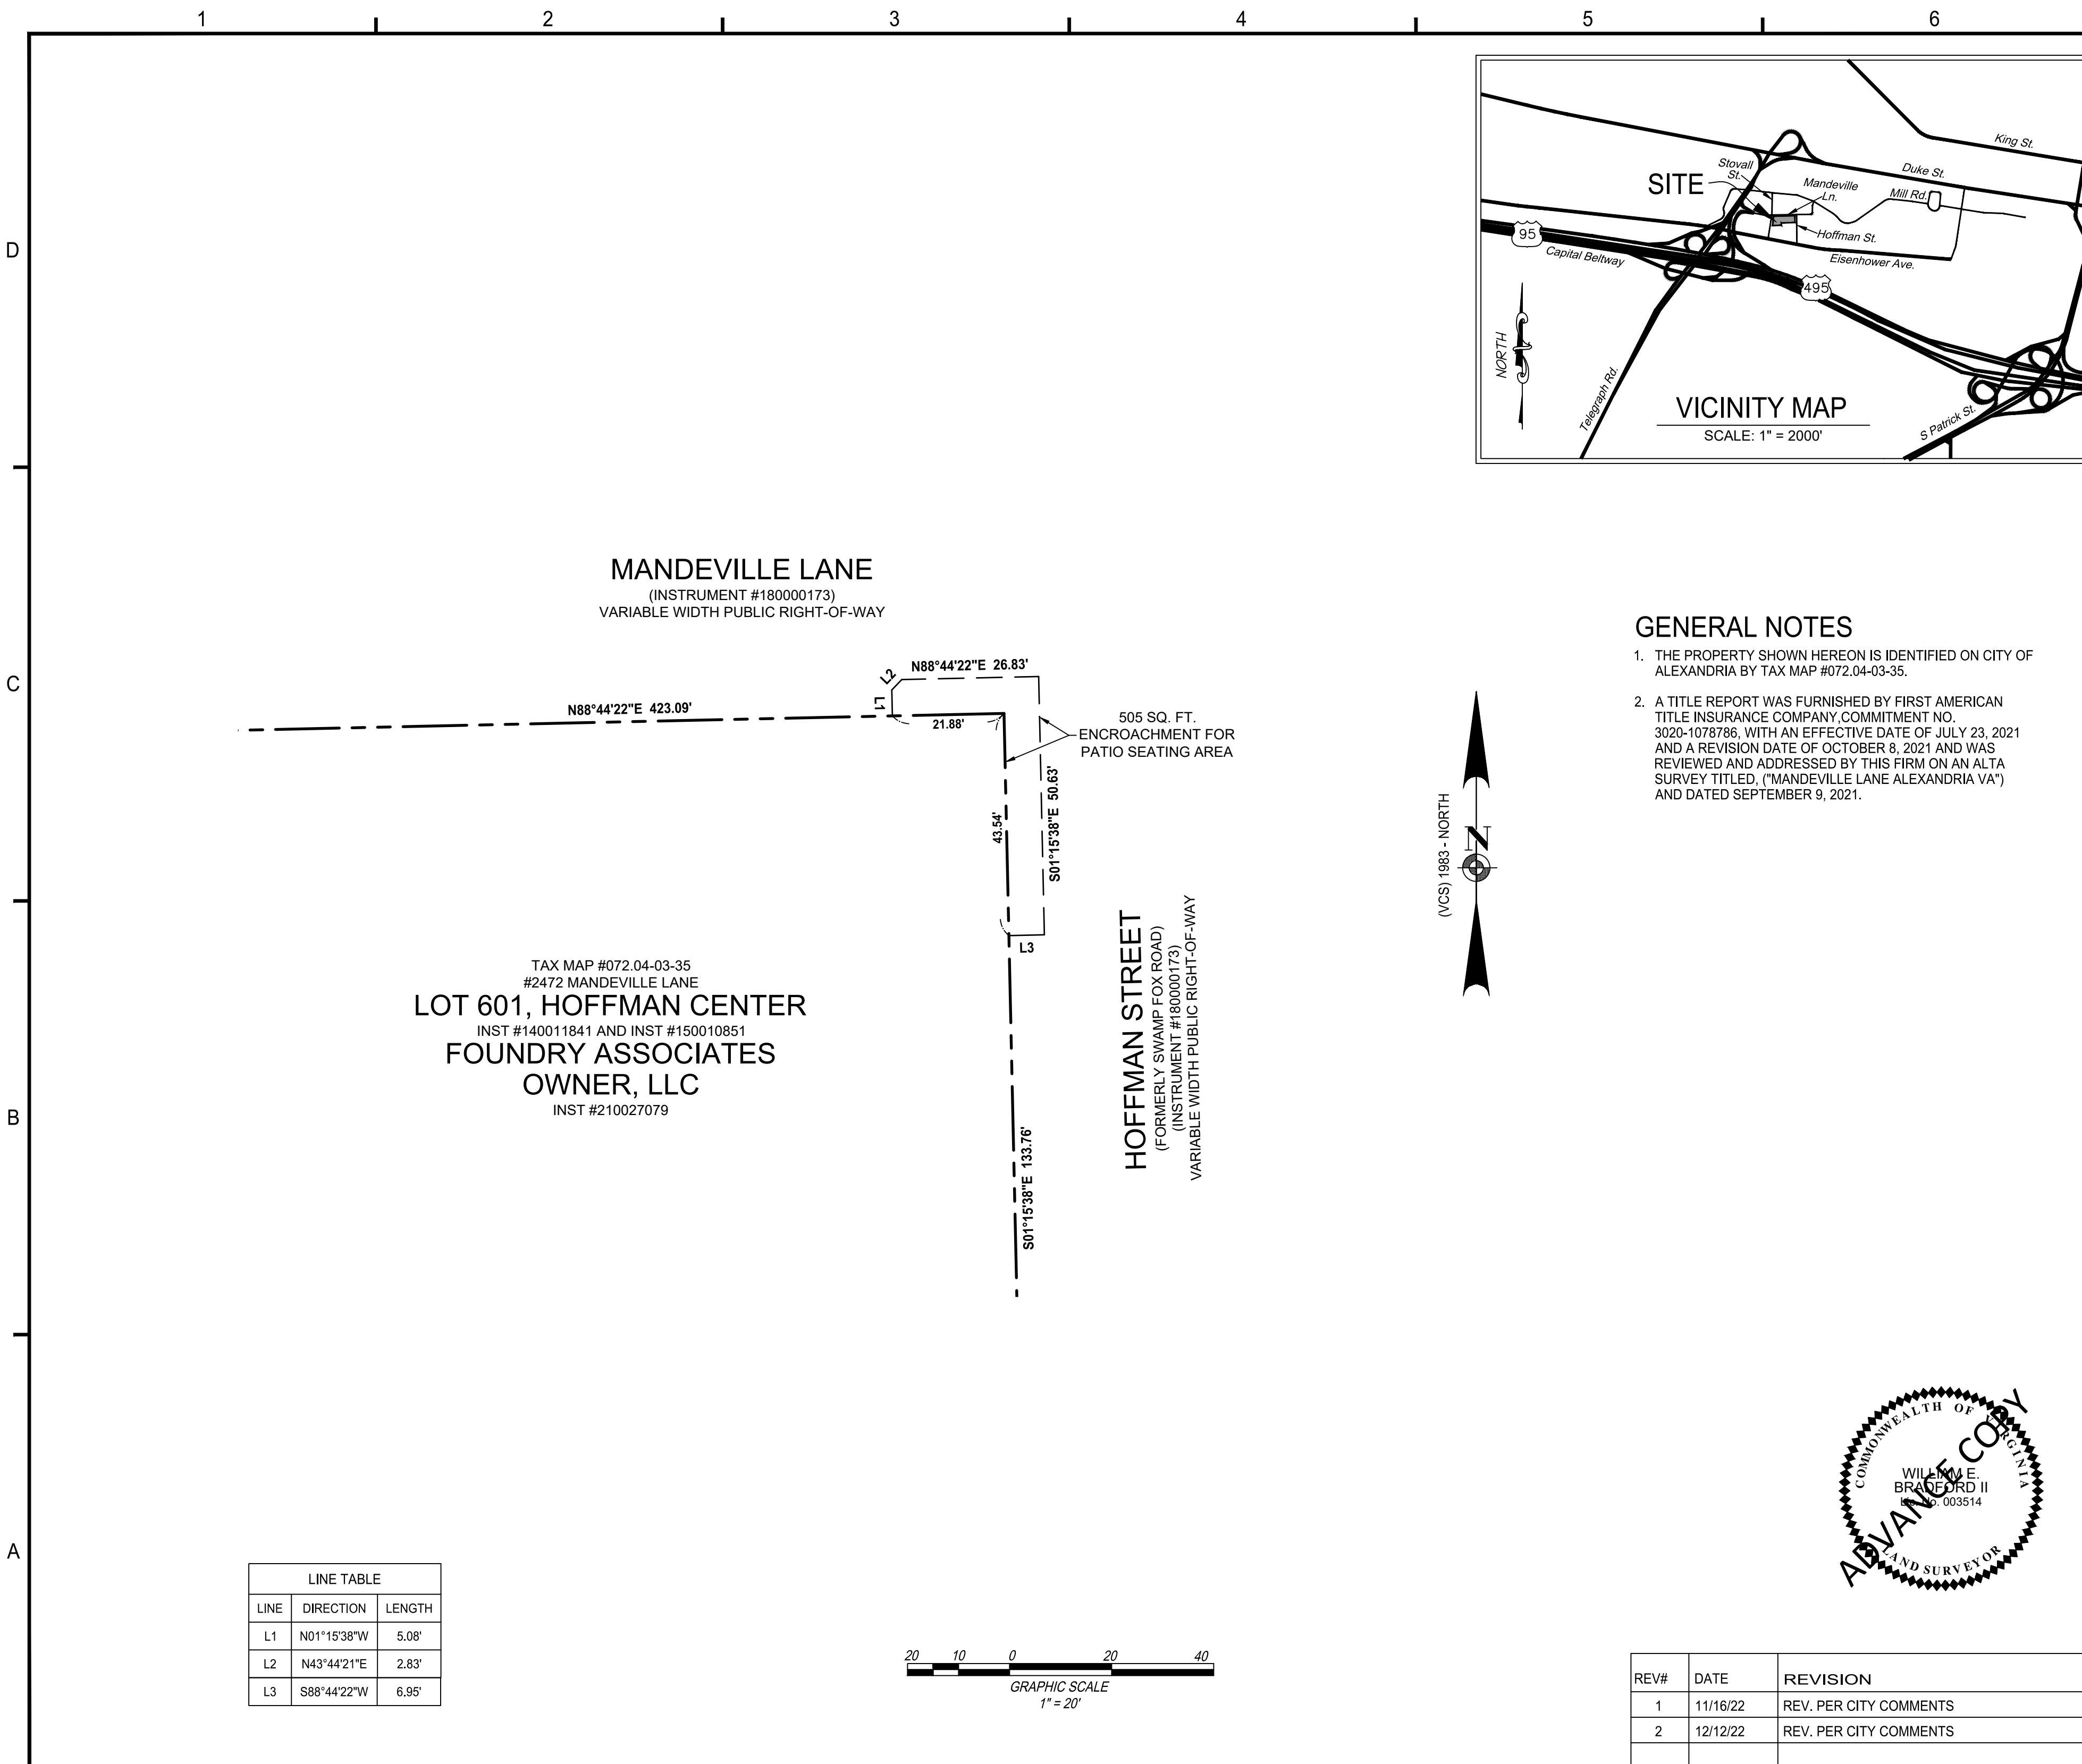 1 2 3 4 5 6
D
C
B
A
King St.
Duke St.
Stovall
St.
SITE
Mandeville
Ln.
Mill Rd.
Hoffman St.
Eisenhower Ave.
95
Capital Beltway
495
NORTH
Telegraph Rd.
S Patrick St.
VICINITY MAP
SCALE: 1" = 2000'
MANDEVILLE LANE
(INSTRUMENT #180000173)
VARIABLE WIDTH PUBLIC RIGHT-OF-WAY
N88°44'22"E 423.09'
L1
L2
N88°44'22"E 26.83'
21.88'
505 SQ. FT.
ENCROACHMENT FOR
PATIO SEATING AREA
43.54'
S01°15'38"E 50.63'
L3
S01°15'38"E 133.76'
HOFFMAN STREET
(FORMERLY SWAMP FOX ROAD)
(INSTRUMENT #180000173)
VARIABLE WIDTH PUBLIC RIGHT-OF-WAY
TAX MAP #072.04-03-35
#2472 MANDEVILLE LANE
LOT 601, HOFFMAN CENTER
INST #140011841 AND INST #150010851
FOUNDRY ASSOCIATES
OWNER, LLC
INST #210027079
(VCS) 1983 - NORTH
N
GENERAL NOTES
1. THE PROPERTY SHOWN HEREON IS IDENTIFIED ON CITY OF
ALEXANDRIA BY TAX MAP #072.04-03-35.
2. A TITLE REPORT WAS FURNISHED BY FIRST AMERICAN
TITLE INSURANCE COMPANY,COMMITMENT NO.
3020-1078786, WITH AN EFFECTIVE DATE OF JULY 23, 2021
AND A REVISION DATE OF OCTOBER 8, 2021 AND WAS
REVIEWED AND ADDRESSED BY THIS FIRM ON AN ALTA
SURVEY TITLED, ("MANDEVILLE LANE ALEXANDRIA VA")
AND DATED SEPTEMBER 9, 2021.
COMMONWEALTH OF VIRGINIA
WILLIAM E.
BRADFORD II
Lic. No. 003514
LAND SURVEYOR
ADVANCE COPY
LINE TABLE
LINE DIRECTION LENGTH
L1 N01°15'38"W 5.08'
L2 N43°44'21"E 2.83'
L3 S88°44'22"W 6.95'
20 10 0 20 40
GRAPHIC SCALE
1" = 20'
REV# DATE REVISION
1 11/16/22 REV. PER CITY COMMENTS
2 12/12/22 REV. PER CITY COMMENTS